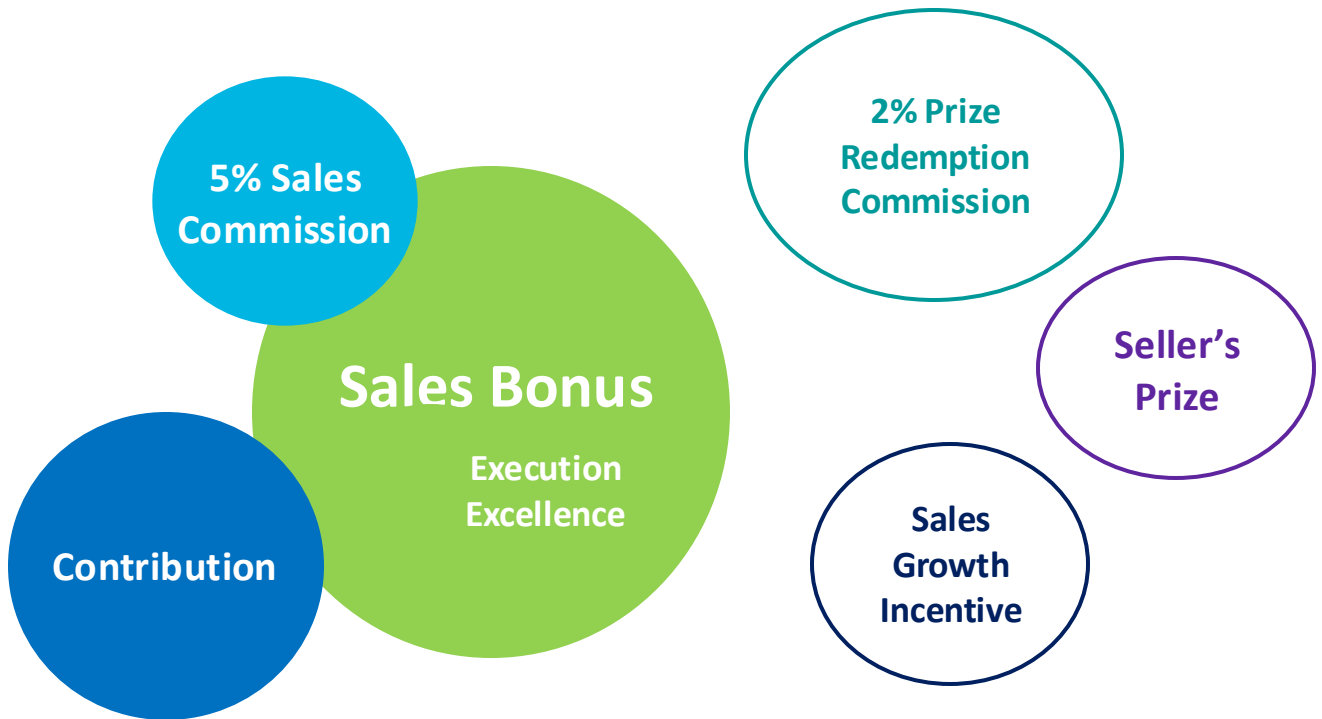 5% Sales
Commission
Sales Bonus
Execution
Excellence
Contribution
2% Prize
Redemption
Commission
Seller’s
Prize
Sales
Growth
Incentive